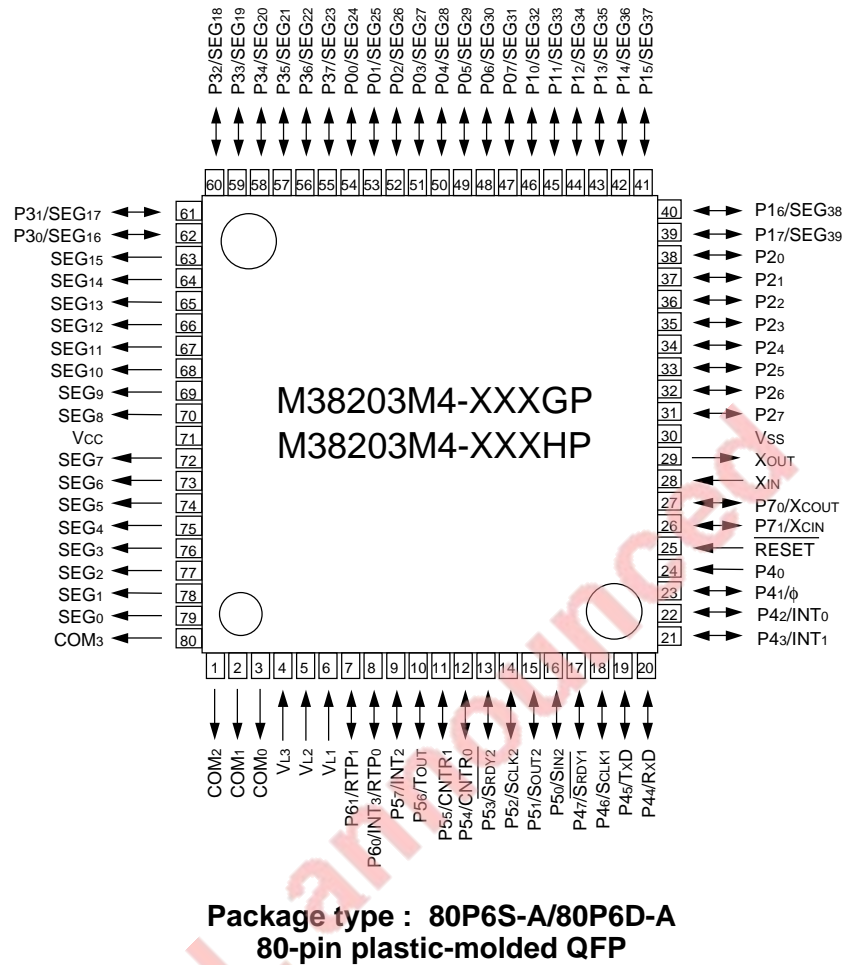 P32/SEG18
P33/SEG19
P34/SEG20
P35/SEG21
P36/SEG22
P37/SEG23
P00/SEG24
P01/SEG25
P02/SEG26
P03/SEG27
P04/SEG28
P05/SEG29
P06/SEG30
P07/SEG31
P10/SEG32
P11/SEG33
P12/SEG34
P13/SEG35
P14/SEG36
P15/SEG37
60 59 58 57 56 55 54 53 52 51 50 49 48 47 46 45 44 43 42 41
P31/SEG17 61
P30/SEG16 62
SEG15 63
SEG14 64
SEG13 65
SEG12 66
SEG11 67
SEG10 68
SEG9 69
SEG8 70
VCC 71
SEG7 72
SEG6 73
SEG5 74
SEG4 75
SEG3 76
SEG2 77
SEG1 78
SEG0 79
COM3 80
M38203M4-XXXGP
M38203M4-XXXHP
40 P16/SEG38
39 P17/SEG39
38 P20
37 P21
36 P22
35 P23
34 P24
33 P25
32 P26
31 P27
30 VSS
29 XOUT
28 XIN
27 P70/XCOUT
26 P71/XCIN
25 RESET
24 P40
23 P41/ϕ
22 P42/INT0
21 P43/INT1
1 2 3 4 5 6 7 8 9 10 11 12 13 14 15 16 17 18 19 20
COM2
COM1
COM0
VL3
VL2
VL1
P61/RTP1
P60/INT3/RTP0
P57/INT2
P56/TOUT
P55/CNTR1
P54/CNTR0
P53/SRDY2
P52/SCLK2
P51/SOUT2
P50/SIN2
P47/SRDY1
P46/SCLK1
P45/TXD
P44/RXD
announced
Package type : 80P6S-A/80P6D-A
80-pin plastic-molded QFP